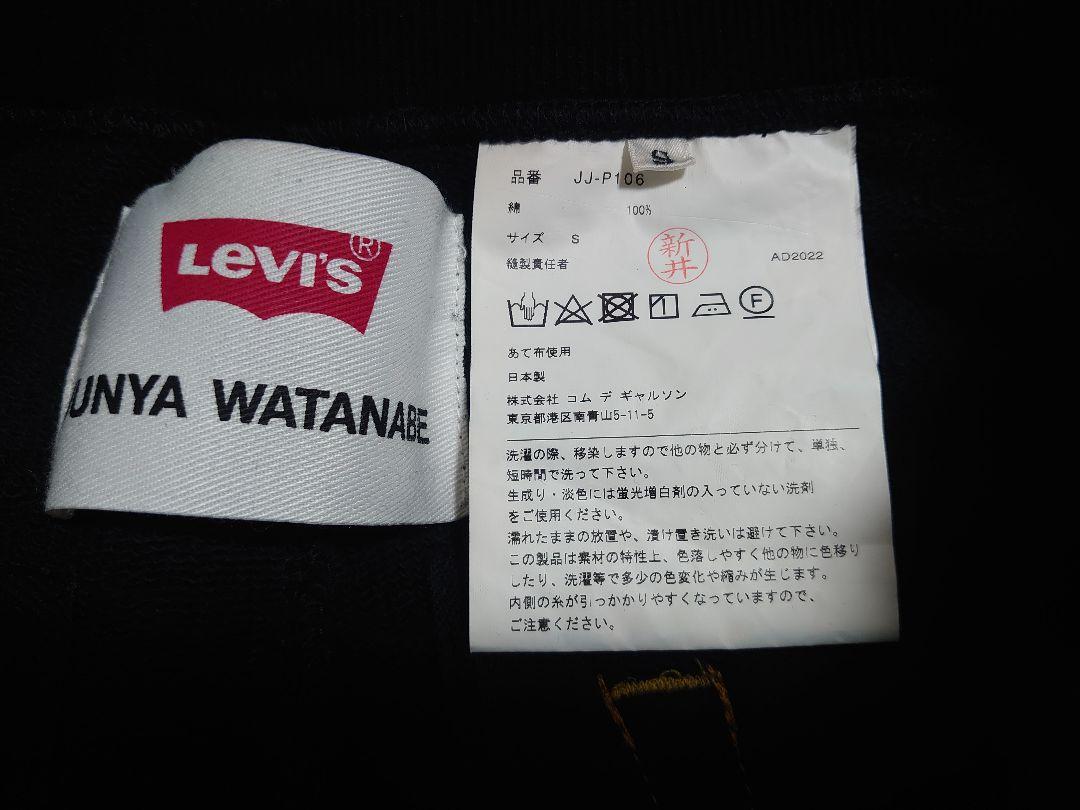 LEVI'S®
JUNYA WATANABE
S
品番 JJ-P106
綿 100%
サイズ S
縫製責任者 新井 AD2022
1 F
あて布使用
日本製
株式会社 コム デ ギャルソン
東京都港区南青山5-11-5
洗濯の際、移染しますので他の物と必ず分けて、単独、
短時間で洗って下さい。
生成り・淡色には蛍光増白剤の入っていない洗剤
をご使用ください。
濡れたままの放置や、漬け置き洗いは避けて下さい。
この製品は素材の特性上、色落しやすく他の物に色移り
したり、洗濯等で多少の色変化や縮みが生じます。
内側の糸が引っかかりやすくなっていますので、
ご注意ください。